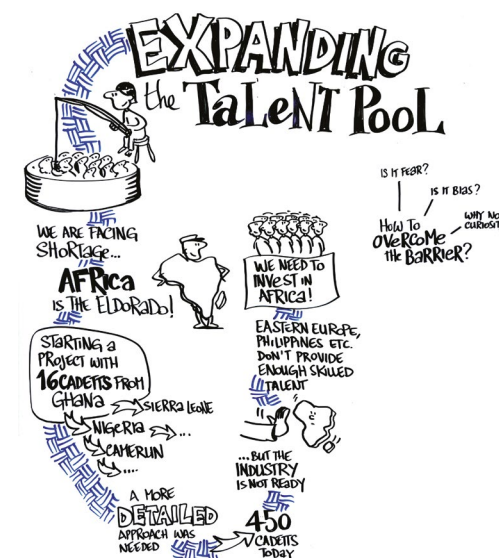 EXPANDING
the TaLeNT PooL
WE ARE FACING
SHORTAGE...
AFRica
IS THE ELDORADO!
STARTING a
PROJECT WITH
16 CADETTS FROM
GHANA
SIERRA LEONE
NIGERIA
...
CAMERUN
....
A MORE
DETAILED
APPROACH WAS
NEEDED
WE NEED TO
INVEST IN
AFRICA!
EASTERN EUROPE,
PHILIPPINES ETC.
DON'T PROVIDE
ENOUGH SKILLED
TALENT
...BUT THE
INDUSTRY
IS NOT READY
450
CADETTS
TODAY
IS IT FEAR?
IS IT BIAS?
WHY NO
CURIOSIT
HOW TO
OVERCOME
the BARRIER?